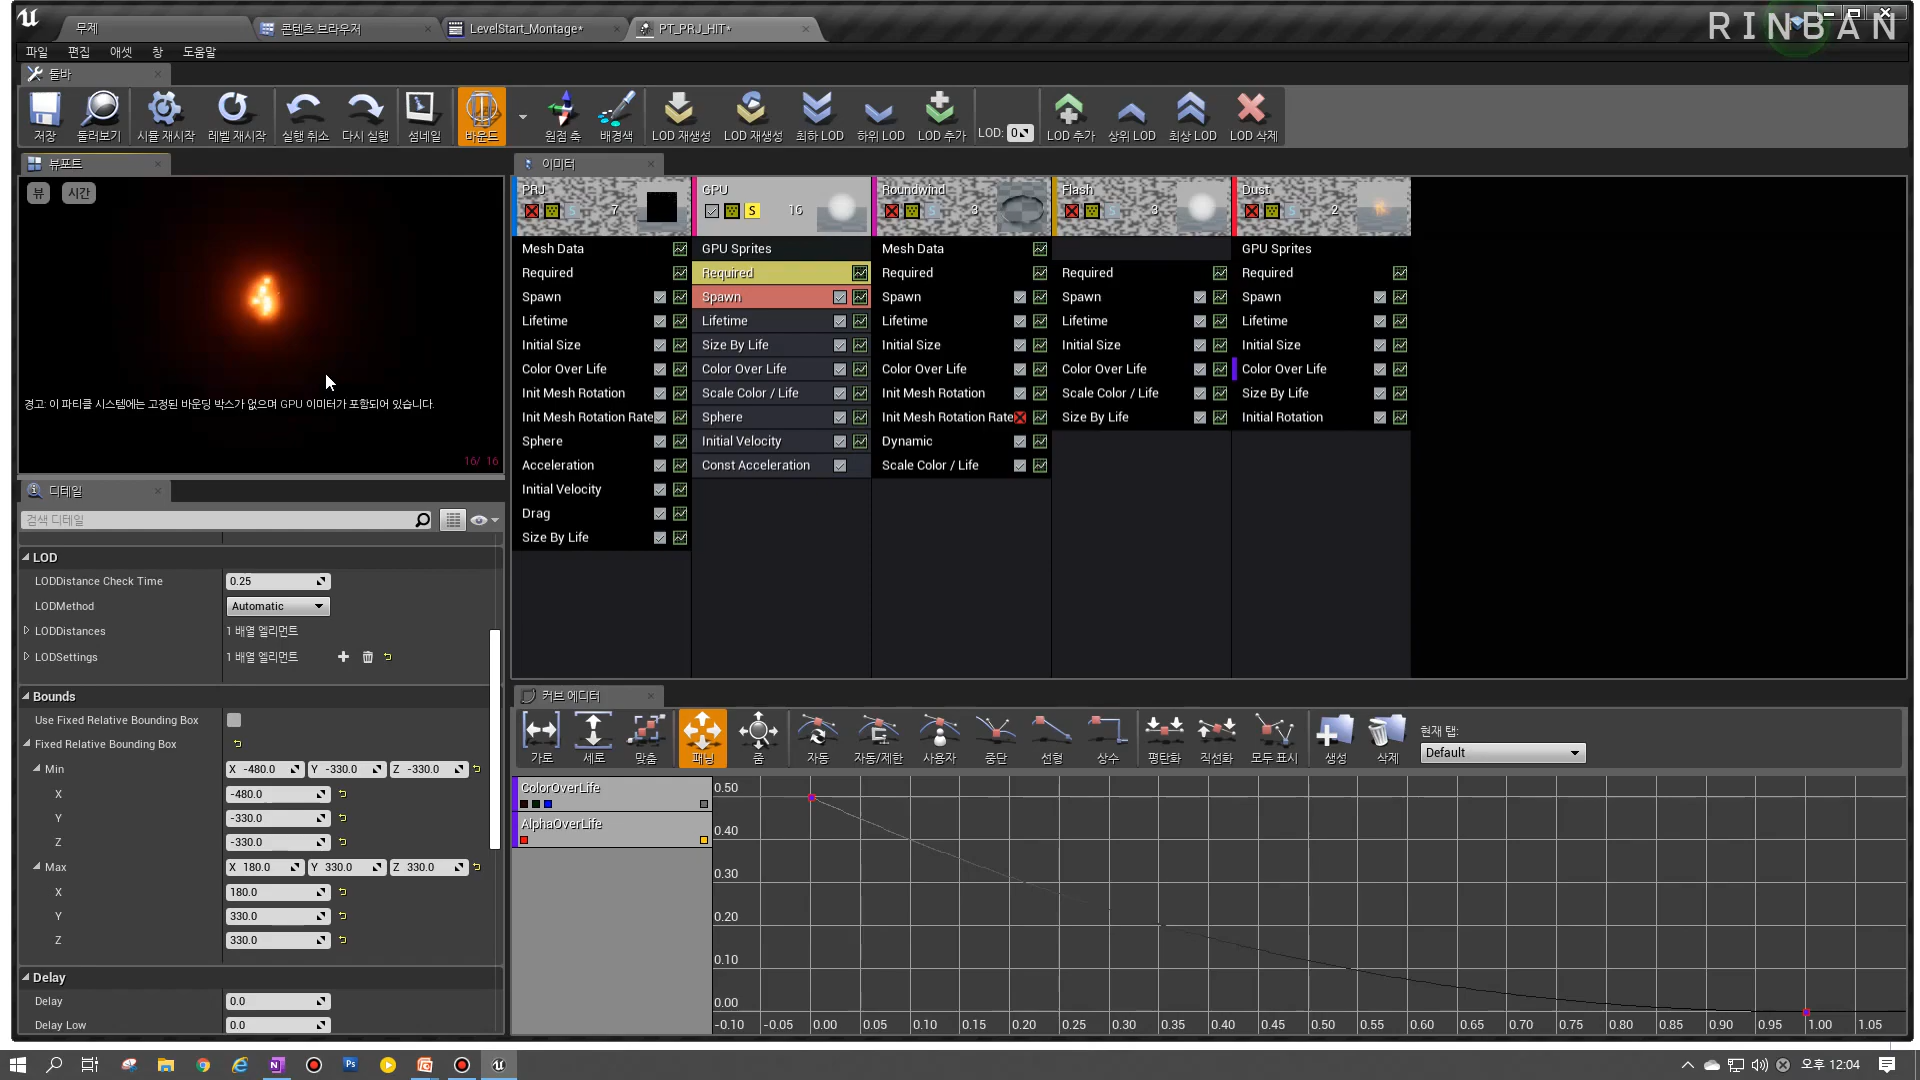 RINBAN
무제
콘텐츠 브라우저
LevelStart_Montage*
PT_PRJ_HIT*
파일 편집 애셋 창 도움말
툴바
저장 둘러보기 시뮬 재시작 레벨 재시작 실행 취소 다시 실행 섬네일 바운드 원점 축 배경색 LOD 재생성 LOD 재생성 최하 LOD 하위 LOD LOD 추가 LOD: 0 LOD 추가 상위 LOD 최상 LOD LOD 삭제
뷰포트
뷰 시간
경고: 이 파티클 시스템에는 고정된 바운딩 박스가 없으며 GPU 이미터가 포함되어 있습니다.
16/ 16
이미터
PRJ
7
Mesh Data
Required
Spawn
Lifetime
Initial Size
Color Over Life
Init Mesh Rotation
Init Mesh Rotation Rate
Sphere
Acceleration
Initial Velocity
Drag
Size By Life
GPU
S 16
GPU Sprites
Required
Spawn
Lifetime
Size By Life
Color Over Life
Scale Color / Life
Sphere
Initial Velocity
Const Acceleration
Roundwind
3
Mesh Data
Required
Spawn
Lifetime
Initial Size
Color Over Life
Init Mesh Rotation
Init Mesh Rotation Rate
Dynamic
Scale Color / Life
Flash
3
Required
Spawn
Lifetime
Initial Size
Color Over Life
Scale Color / Life
Size By Life
Dust
2
GPU Sprites
Required
Spawn
Lifetime
Initial Size
Color Over Life
Size By Life
Initial Rotation
디테일
검색 디테일
LOD
LODDistance Check Time 0.25
LODMethod Automatic
LODDistances 1 배열 엘리먼트
LODSettings 1 배열 엘리먼트
Bounds
Use Fixed Relative Bounding Box
Fixed Relative Bounding Box
Min X -480.0 Y -330.0 Z -330.0
X -480.0
Y -330.0
Z -330.0
Max X 180.0 Y 330.0 Z 330.0
X 180.0
Y 330.0
Z 330.0
Delay
Delay 0.0
Delay Low 0.0
커브 에디터
가로 세로 맞춤 패닝 줌 자동 자동/제한 사용자 중단 선형 상수 평탄화 직선화 모두 표시 생성 삭제
현재 탭:
Default
ColorOverLife
AlphaOverLife
0.50
0.40
0.30
0.20
0.10
0.00
-0.10 -0.05 0.00 0.05 0.10 0.15 0.20 0.25 0.30 0.35 0.40 0.45 0.50 0.55 0.60 0.65 0.70 0.75 0.80 0.85 0.90 0.95 1.00 1.05
오후 12:04